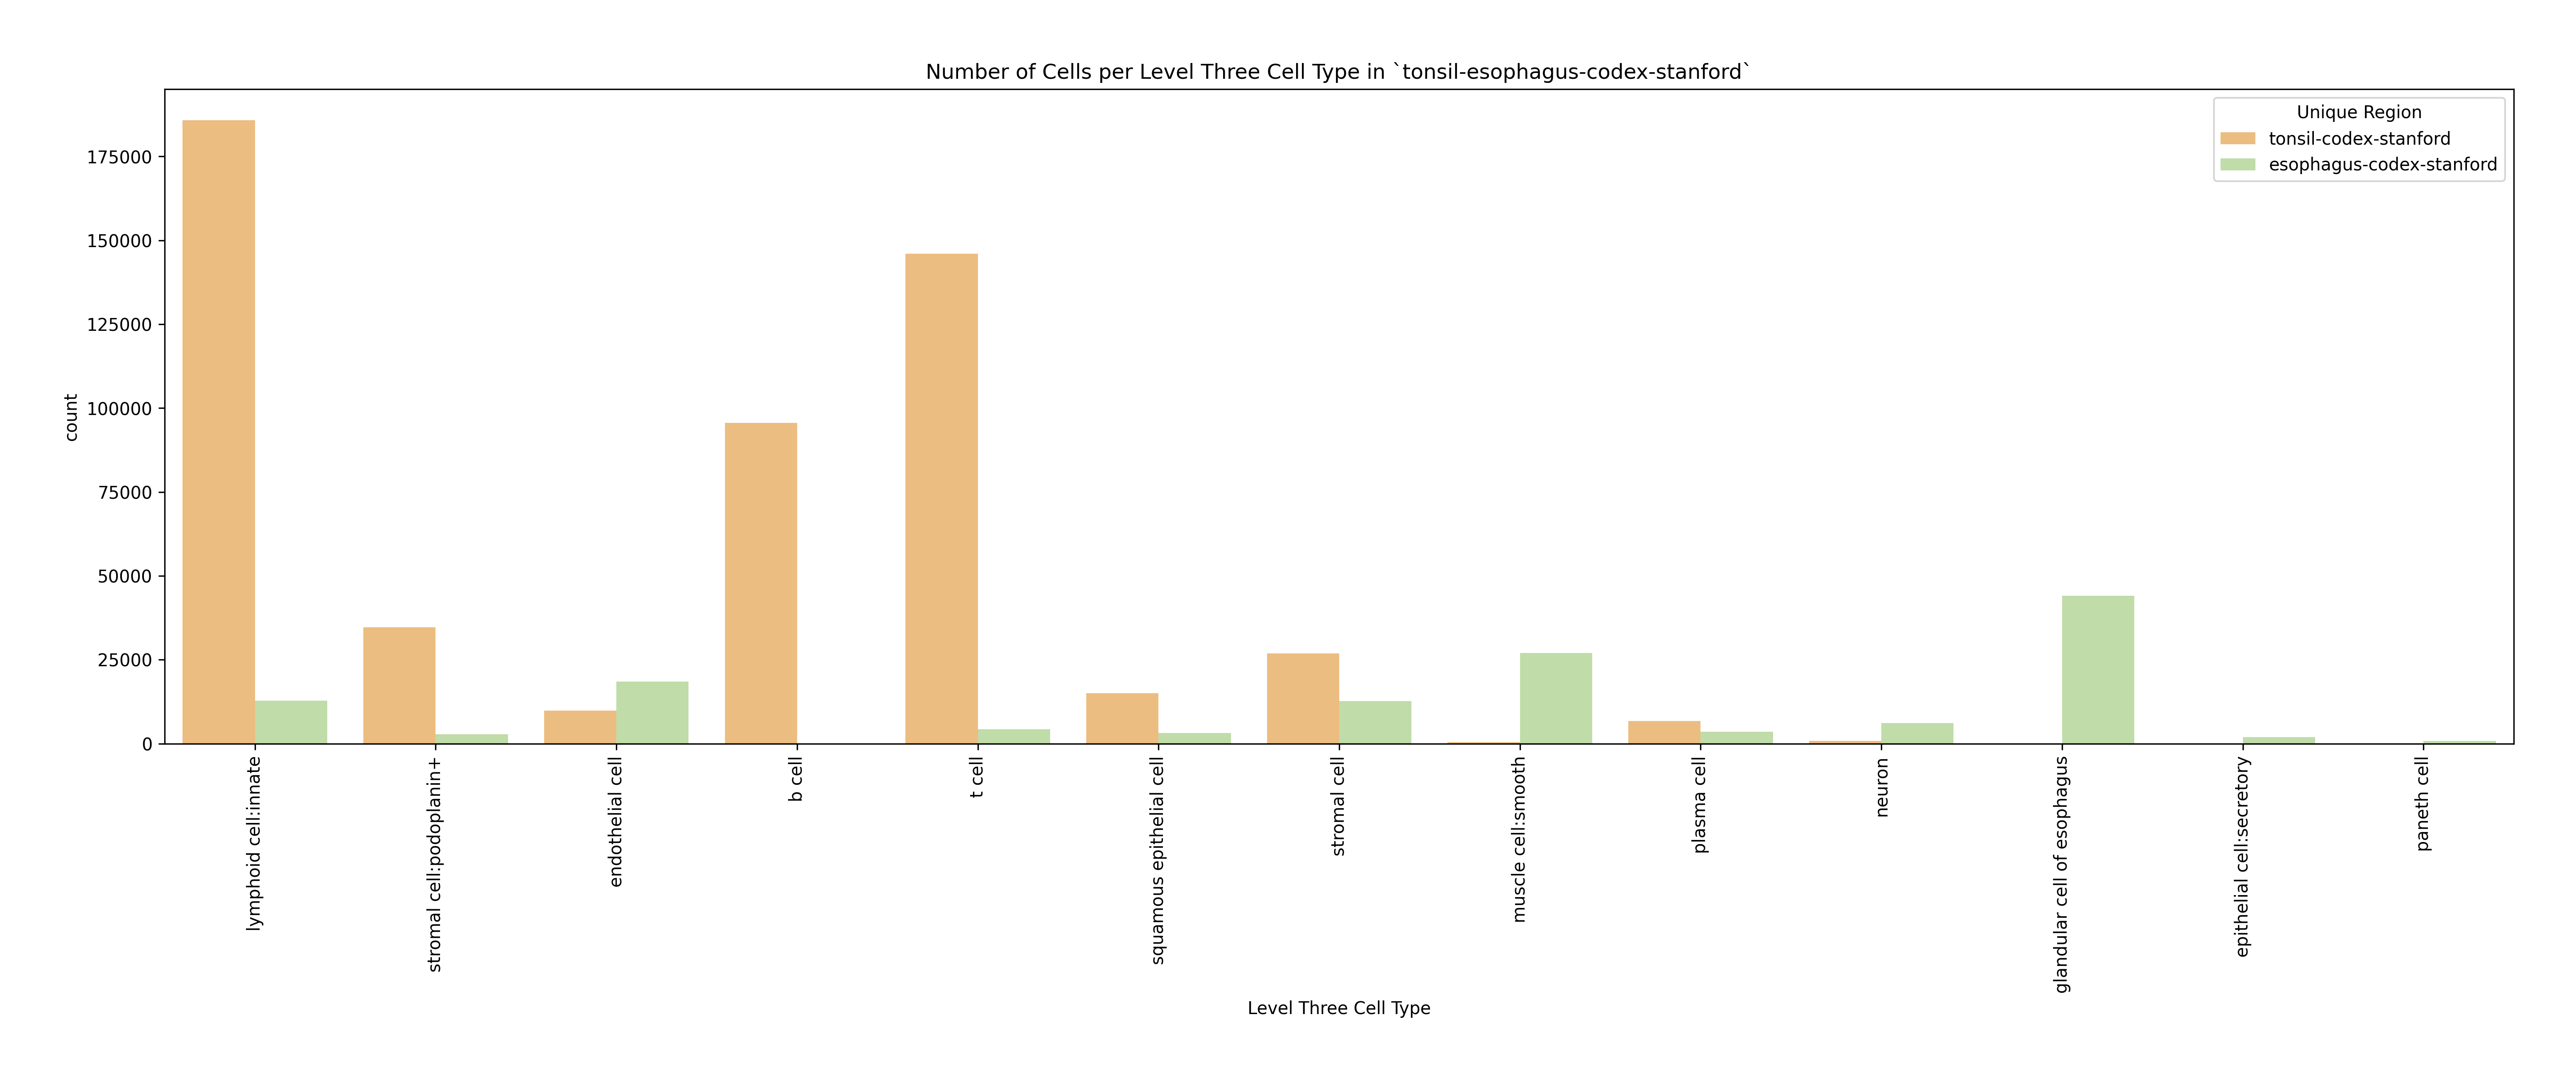 Number of Cells per Level Three Cell Type in `tonsil-esophagus-codex-stanford`
Unique Region
tonsil-codex-stanford
esophagus-codex-stanford
count
175000
150000
125000
100000
75000
50000
25000
0
lymphoid cell:innate
stromal cell:podoplanin+
endothelial cell
b cell
t cell
squamous epithelial cell
stromal cell
muscle cell:smooth
plasma cell
neuron
glandular cell of esophagus
epithelial cell:secretory
paneth cell
Level Three Cell Type